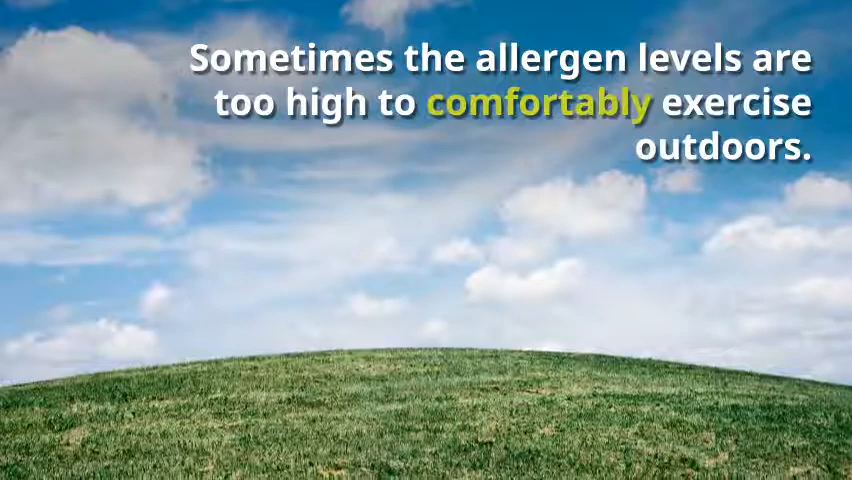 Sometimes the allergen levels are
too high to comfortably exercise
outdoors.